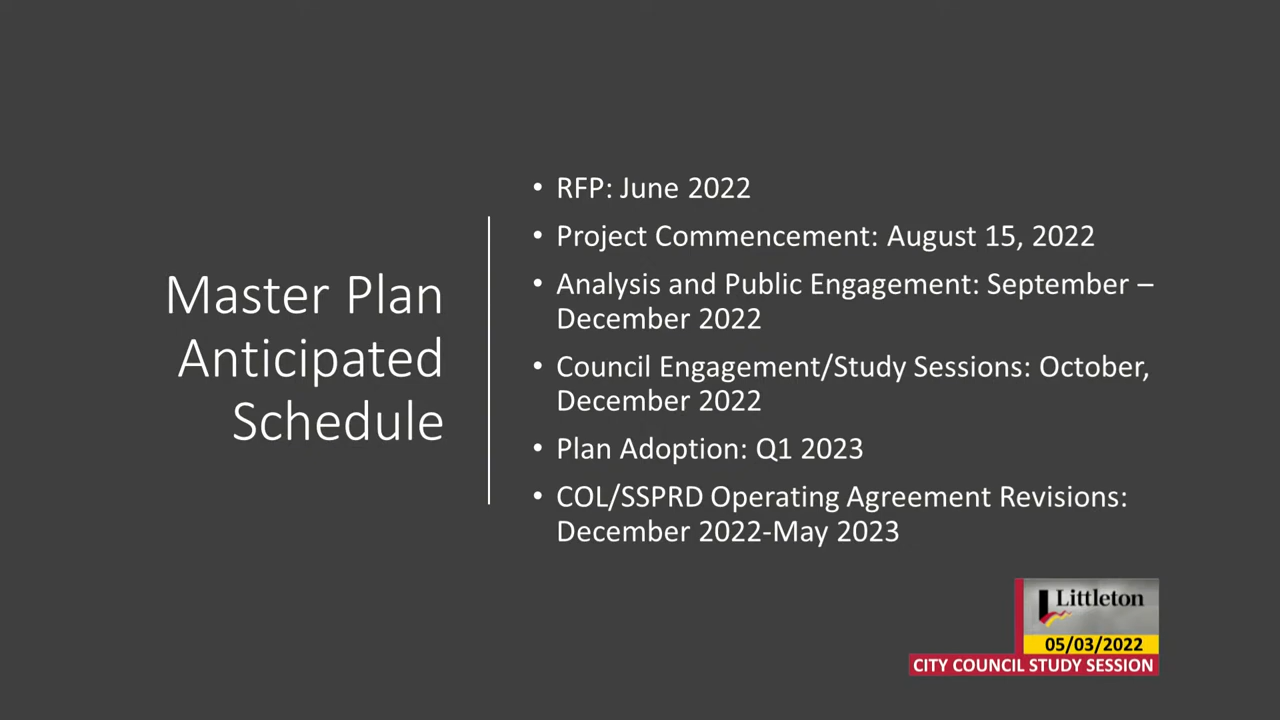 Master Plan
Anticipated
Schedule
• RFP: June 2022
• Project Commencement: August 15, 2022
• Analysis and Public Engagement: September –
December 2022
• Council Engagement/Study Sessions: October,
December 2022
• Plan Adoption: Q1 2023
• COL/SSPRD Operating Agreement Revisions:
December 2022-May 2023
Littleton
05/03/2022
CITY COUNCIL STUDY SESSION